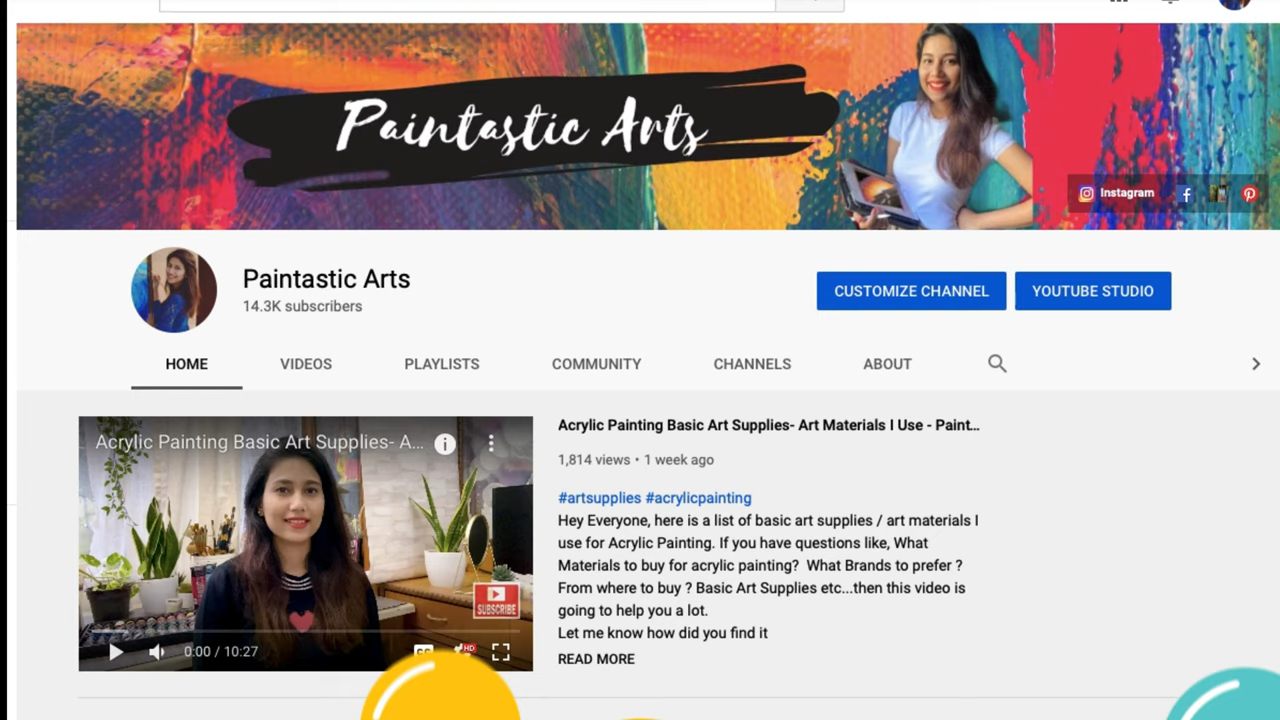 Paintastic Arts
Instagram
Paintastic Arts
14.3K subscribers
CUSTOMIZE CHANNEL
YOUTUBE STUDIO
HOME
VIDEOS
PLAYLISTS
COMMUNITY
CHANNELS
ABOUT
Acrylic Painting Basic Art Supplies- A...
SUBSCRIBE
0:00 / 10:27
CC
HD
Acrylic Painting Basic Art Supplies- Art Materials I Use - Paint...
1,814 views • 1 week ago
#artsupplies #acrylicpainting
Hey Everyone, here is a list of basic art supplies / art materials I
use for Acrylic Painting. If you have questions like, What
Materials to buy for acrylic painting?  What Brands to prefer ?
From where to buy ? Basic Art Supplies etc...then this video is
going to help you a lot.
Let me know how did you find it
READ MORE